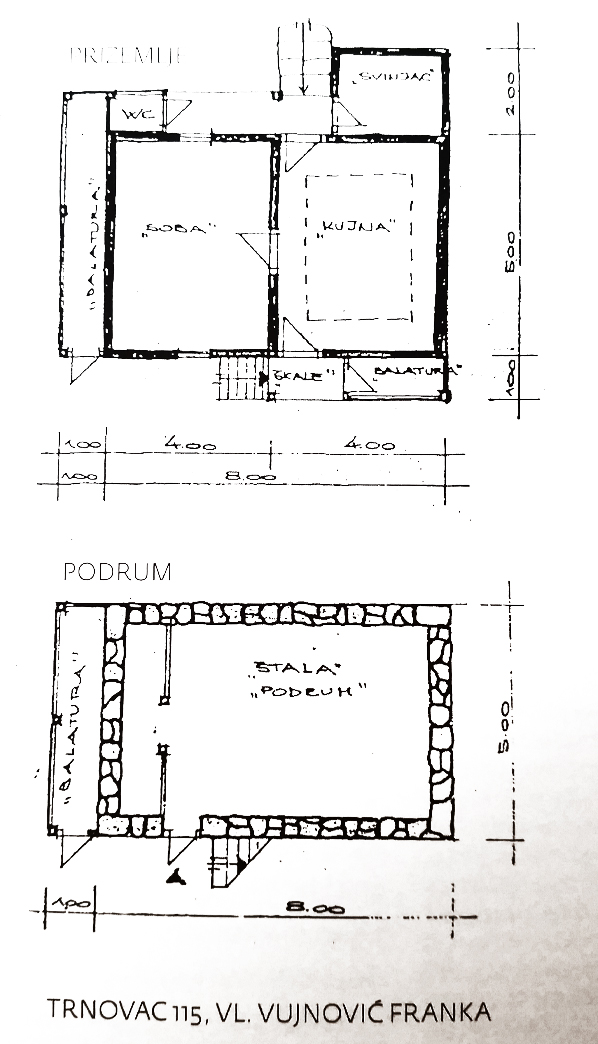 PRIZEMLJE
„SVINJAC"
WC
2.00
„BALATURA"
„SOBA"
„KUJNA"
5.00
„SKALE"
„BALATURA"
1.00
1.00
4.00
4.00
1.00
8.00
PODRUM
„ŠTALA"
„PODRUM"
„BALATURA"
5.00
1.00
8.00
TRNOVAC 115, VL. VUJNOVIĆ FRANKA